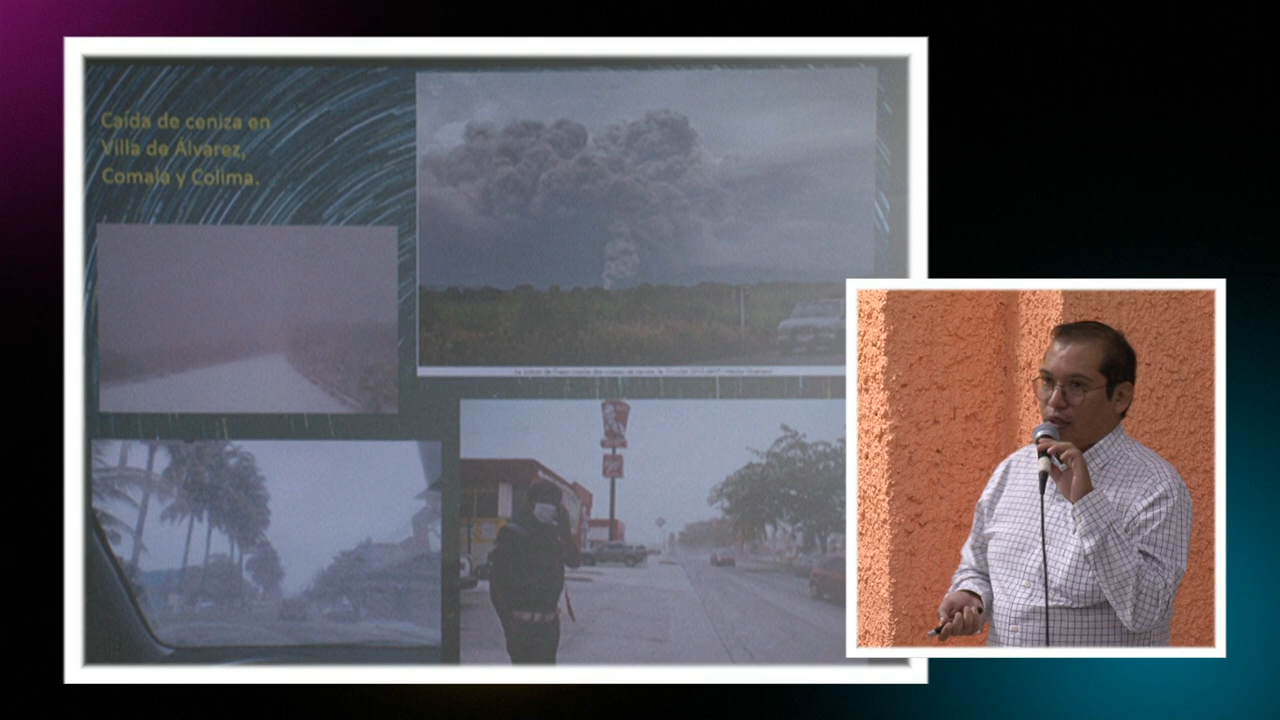 Caída de ceniza en
Villa de Álvarez,
Comala y Colima.